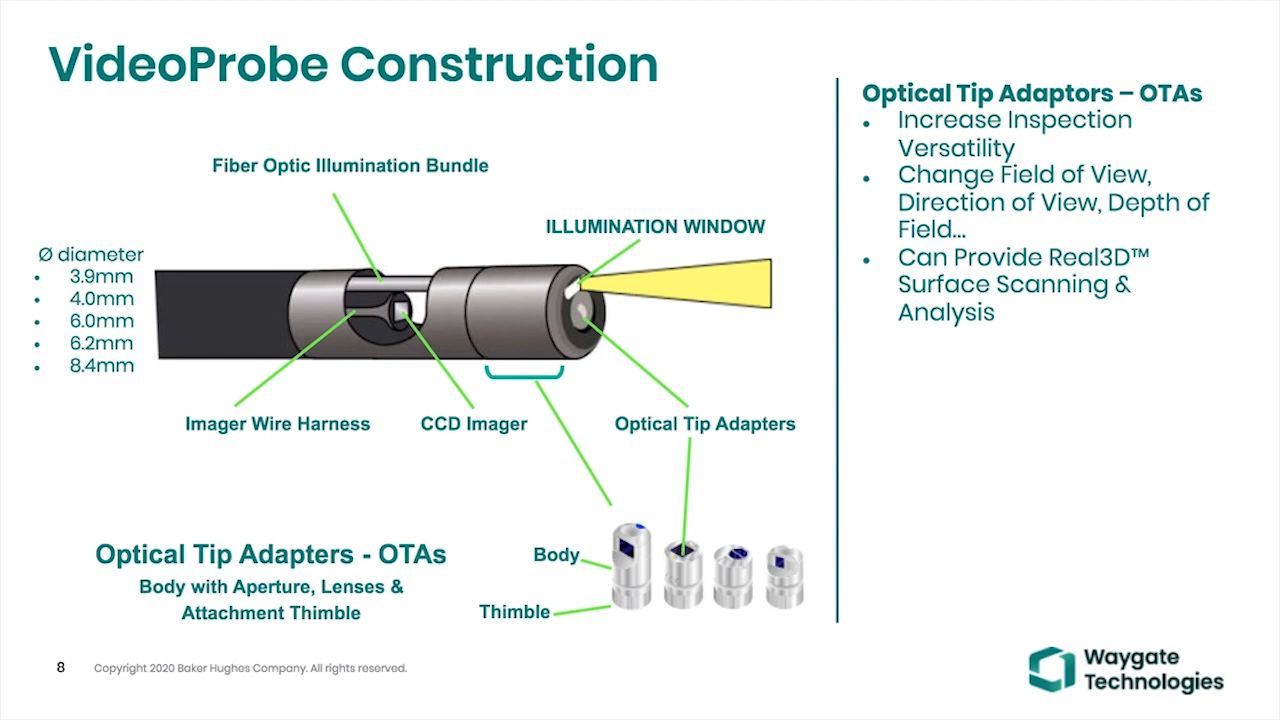 VideoProbe Construction
Fiber Optic Illumination Bundle
ILLUMINATION WINDOW
Ø diameter
• 3.9mm
• 4.0mm
• 6.0mm
• 6.2mm
• 8.4mm
Imager Wire Harness
CCD Imager
Optical Tip Adapters
Optical Tip Adapters - OTAs
Body with Aperture, Lenses &
Attachment Thimble
Body
Thimble
Optical Tip Adaptors – OTAs
• Increase Inspection
Versatility
• Change Field of View,
Direction of View, Depth of
Field...
• Can Provide Real3D™
Surface Scanning &
Analysis
8 Copyright 2020 Baker Hughes Company. All rights reserved.
Waygate
Technologies